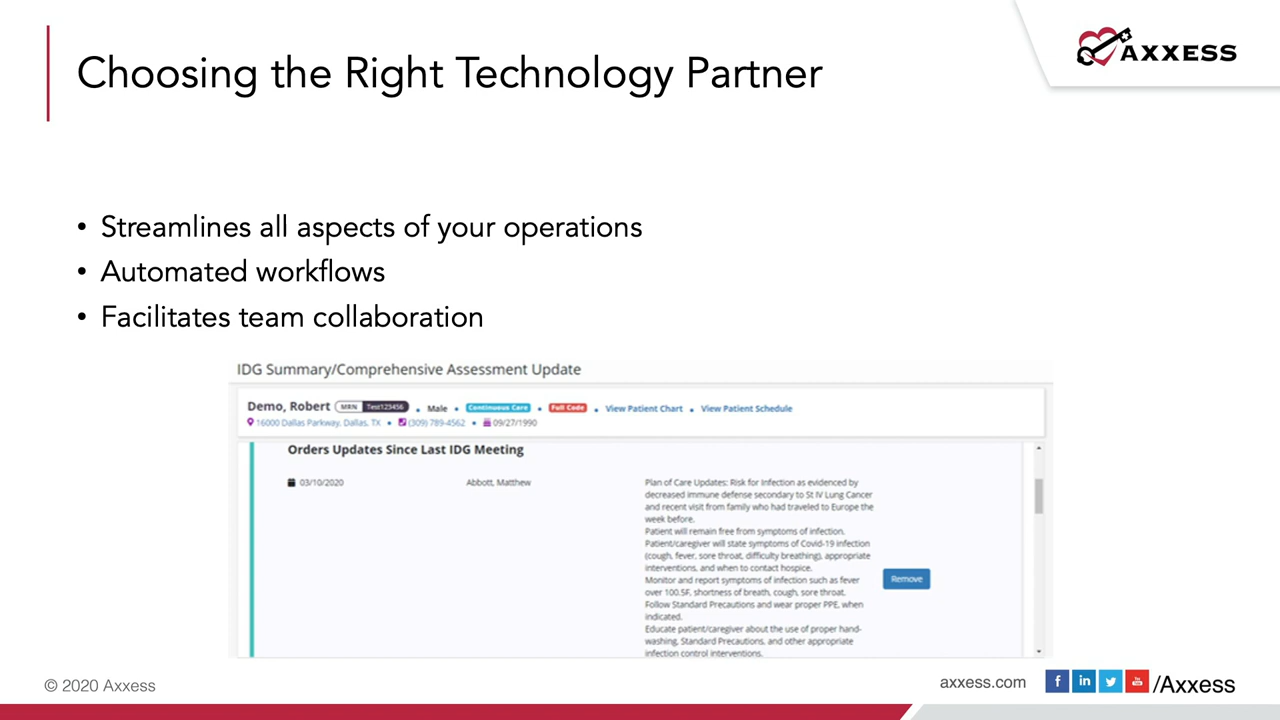 Choosing the Right Technology Partner
AXXESS
• Streamlines all aspects of your operations
• Automated workflows
• Facilitates team collaboration
IDG Summary/Comprehensive Assessment Update
Demo, Robert MRN Test123456 • Male • Continuous Care • Full Code • View Patient Chart • View Patient Schedule
16000 Dallas Parkway, Dallas, TX • (309) 789-4562 • 09/27/1990
Orders Updates Since Last IDG Meeting
03/10/2020 Abbott, Matthew Plan of Care Updates: Risk for Infection as evidenced by
decreased immune defense secondary to St IV Lung Cancer
and recent visit from family who had traveled to Europe the
week before.
Patient will remain free from symptoms of infection.
Patient/caregiver will state symptoms of Covid-19 infection
(cough, fever, sore throat, difficulty breathing), appropriate
interventions, and when to contact hospice.
Monitor and report symptoms of infection such as fever
over 100.5F, shortness of breath, cough, sore throat.
Follow Standard Precautions and wear proper PPE, when
indicated.
Educate patient/caregiver about the use of proper hand-
washing, Standard Precautions, and other appropriate
infection control interventions.
Remove
© 2020 Axxess
axxess.com f in You Tube /Axxess